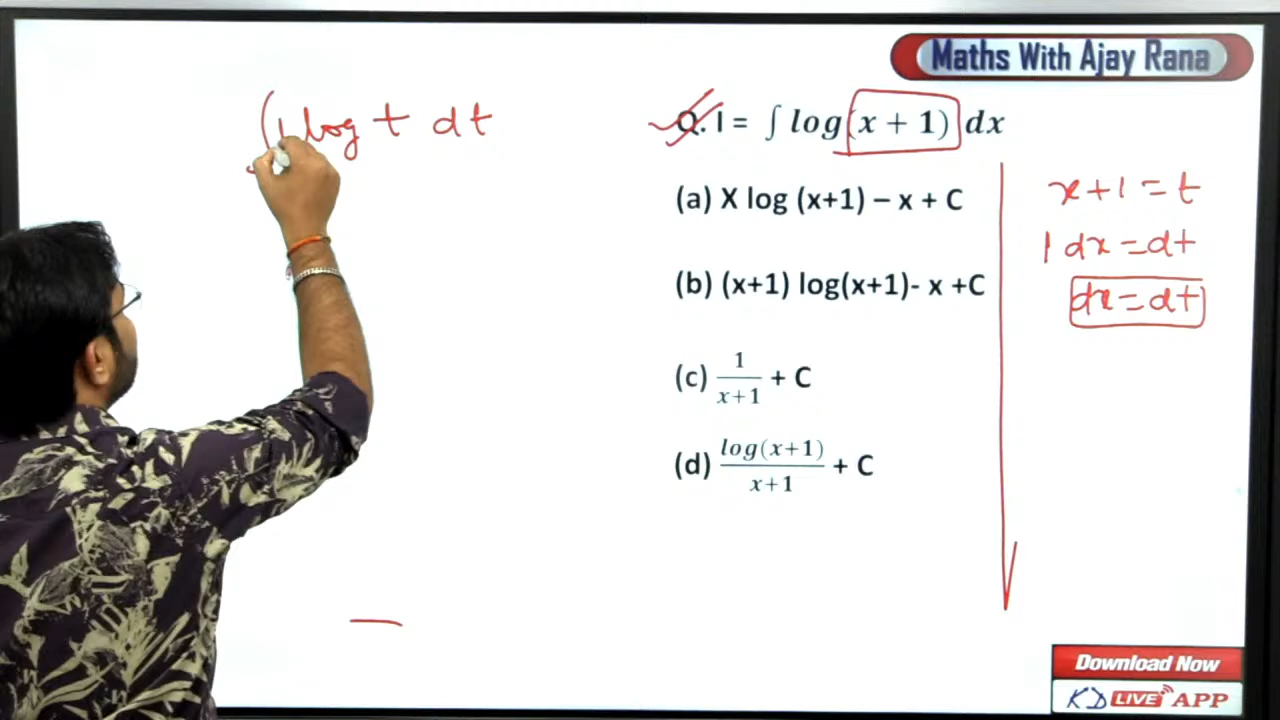 Maths With Ajay Rana
∫ 1 log t dt
Q. I = ∫ log(x + 1) dx
(a) X log (x+1) – x + C
(b) (x+1) log(x+1)- x +C
(c) 1/(x+1) + C
(d) log(x+1)/(x+1) + C
x+1 = t
1 dx = dt
dx = dt
Download Now
KD LIVE APP